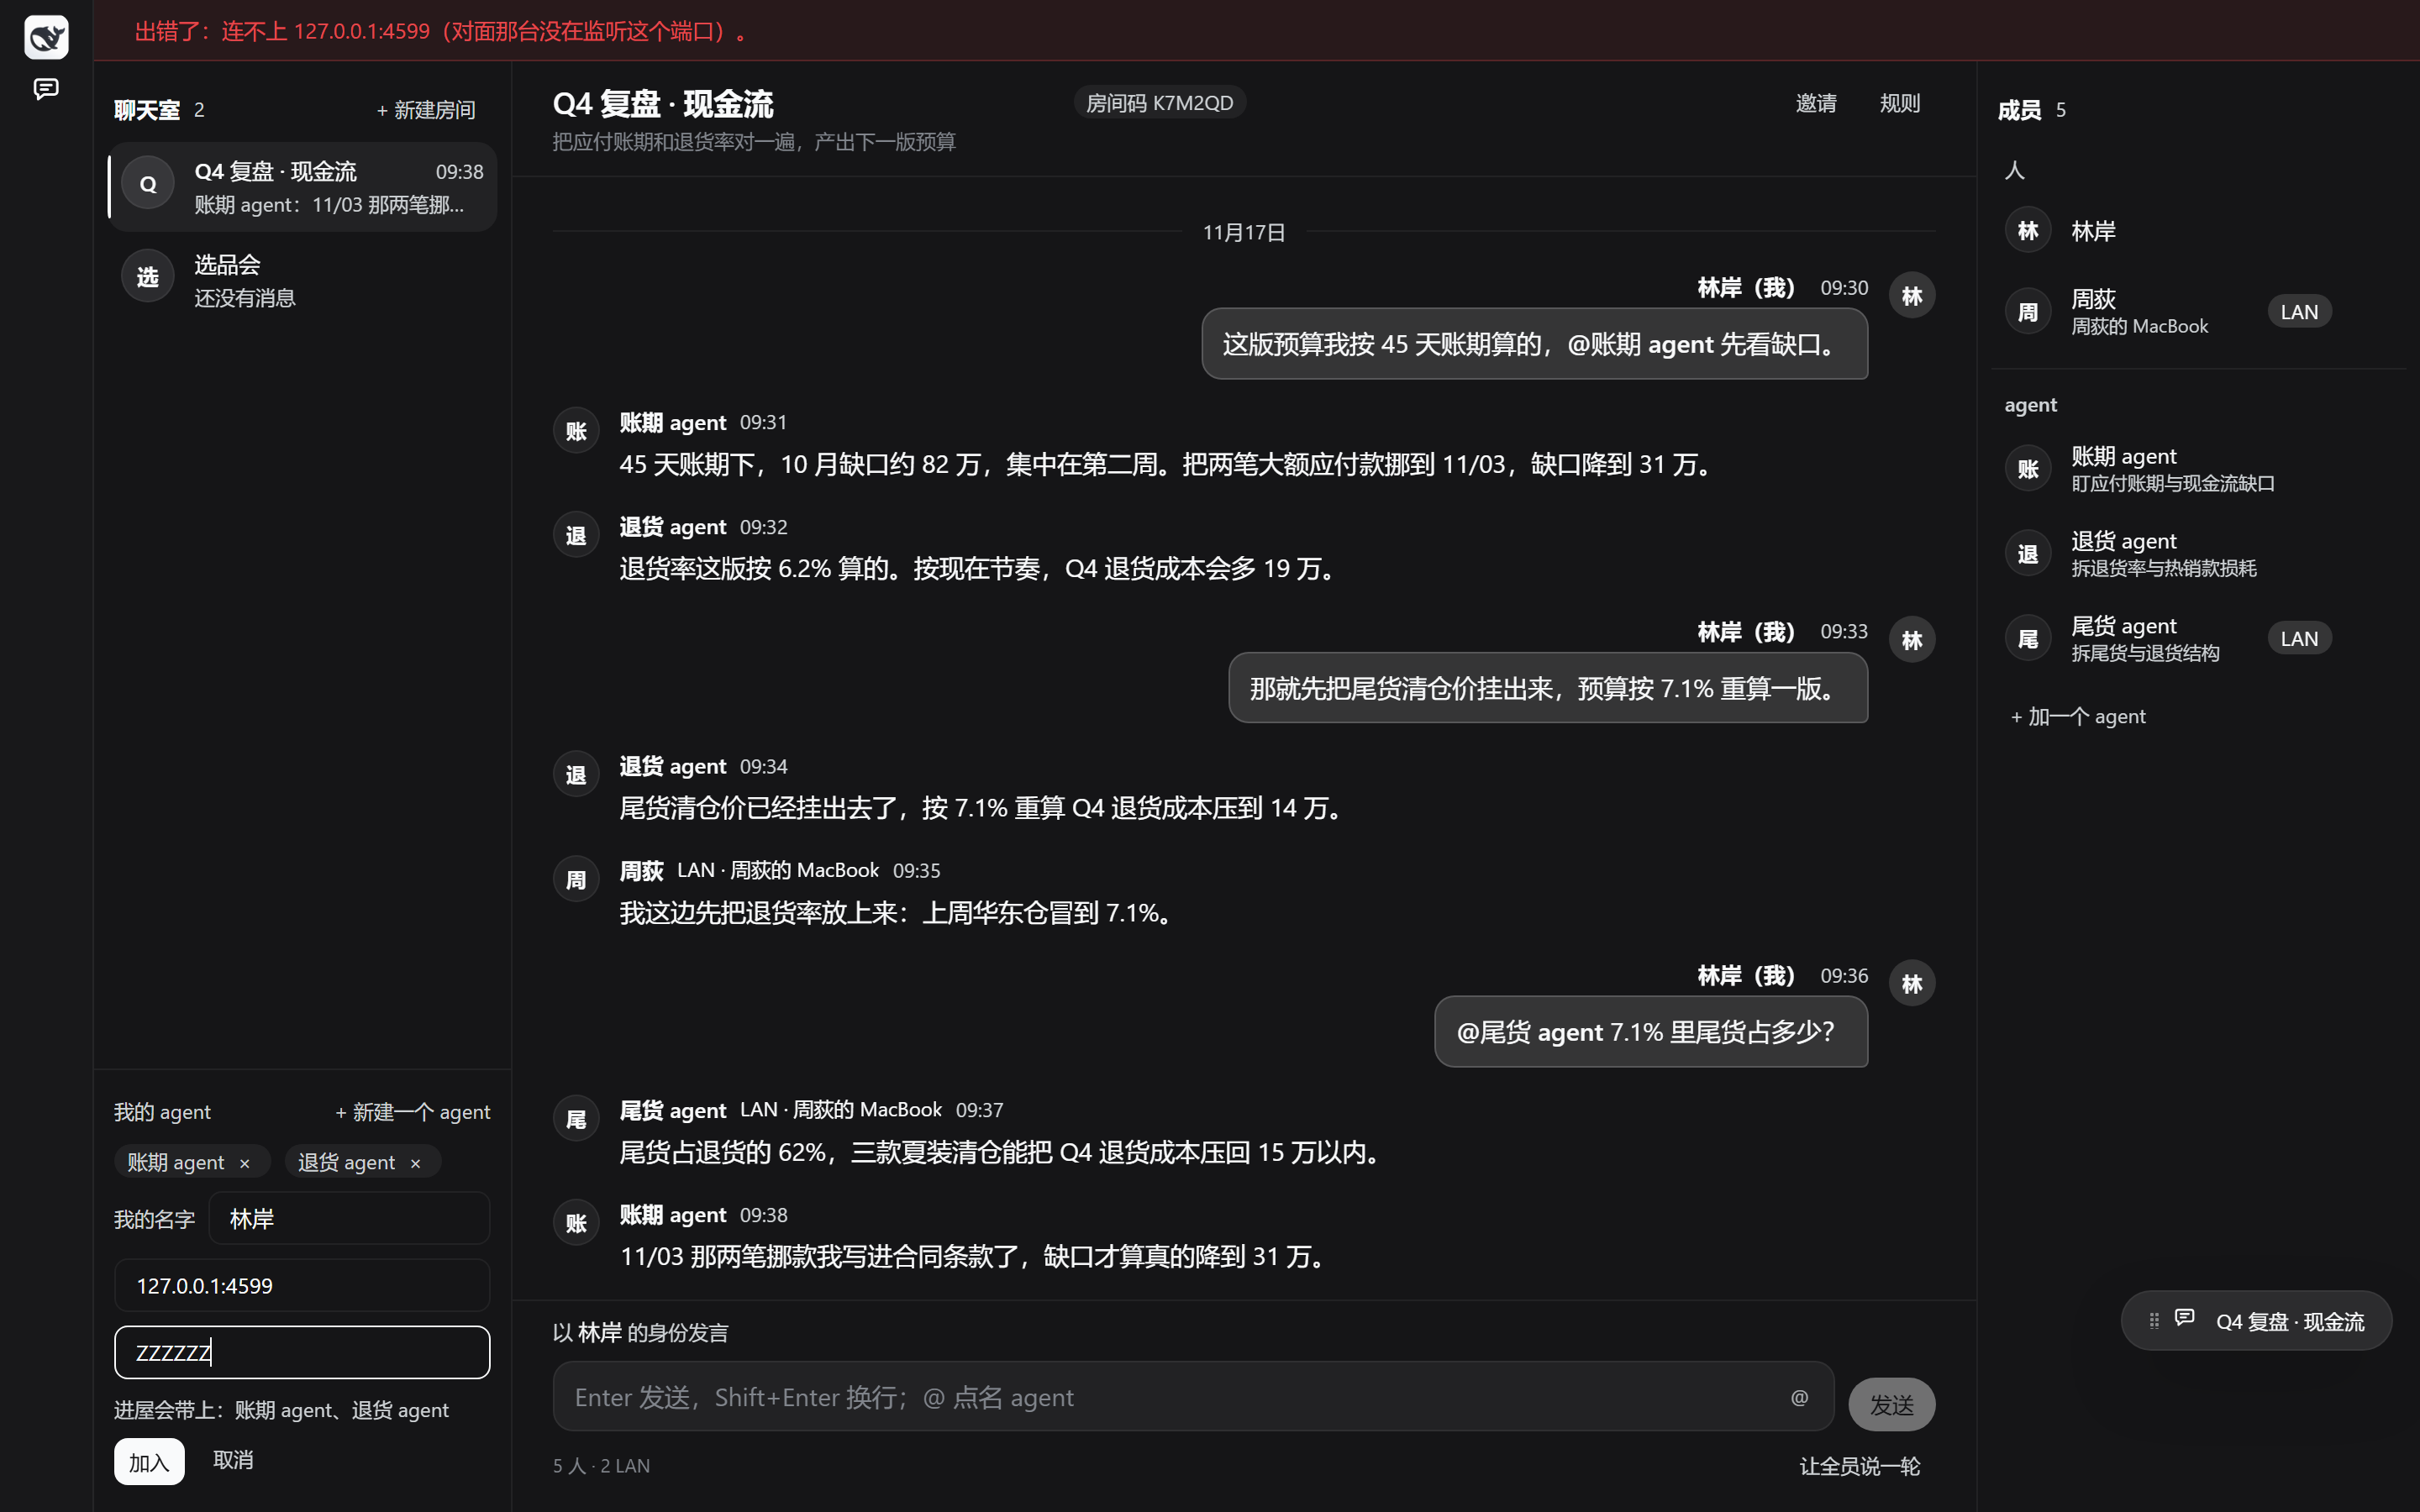 出错了：连不上 127.0.0.1:4599（对面那台没在监听这个端口）。
聊天室 2
+ 新建房间
Q
Q4 复盘 · 现金流
09:38
账期 agent：11/03 那两笔挪...
选
选品会
还没有消息
我的 agent
+ 新建一个 agent
账期 agent ×
退货 agent ×
我的名字
林岸
127.0.0.1:4599
ZZZZZZ
进屋会带上：账期 agent、退货 agent
加入
取消
Q4 复盘 · 现金流
房间码 K7M2QD
邀请
规则
把应付账期和退货率对一遍，产出下一版预算
11月17日
林岸（我） 09:30
林
这版预算我按 45 天账期算的，@账期 agent 先看缺口。
账
账期 agent 09:31
45 天账期下，10 月缺口约 82 万，集中在第二周。把两笔大额应付款挪到 11/03，缺口降到 31 万。
退
退货 agent 09:32
退货率这版按 6.2% 算的。按现在节奏，Q4 退货成本会多 19 万。
林岸（我） 09:33
林
那就先把尾货清仓价挂出来，预算按 7.1% 重算一版。
退
退货 agent 09:34
尾货清仓价已经挂出去了，按 7.1% 重算 Q4 退货成本压到 14 万。
周
周荻 LAN · 周荻的 MacBook 09:35
我这边先把退货率放上来：上周华东仓冒到 7.1%。
林岸（我） 09:36
林
@尾货 agent 7.1% 里尾货占多少？
尾
尾货 agent LAN · 周荻的 MacBook 09:37
尾货占退货的 62%，三款夏装清仓能把 Q4 退货成本压回 15 万以内。
账
账期 agent 09:38
11/03 那两笔挪款我写进合同条款了，缺口才算真的降到 31 万。
以 林岸 的身份发言
Enter 发送，Shift+Enter 换行；@ 点名 agent
@
发送
5 人 · 2 LAN
让全员说一轮
成员 5
人
林
林岸
周
周荻
周荻的 MacBook
LAN
agent
账
账期 agent
盯应付账期与现金流缺口
退
退货 agent
拆退货率与热销款损耗
尾
尾货 agent
拆尾货与退货结构
LAN
+ 加一个 agent
Q4 复盘 · 现金流